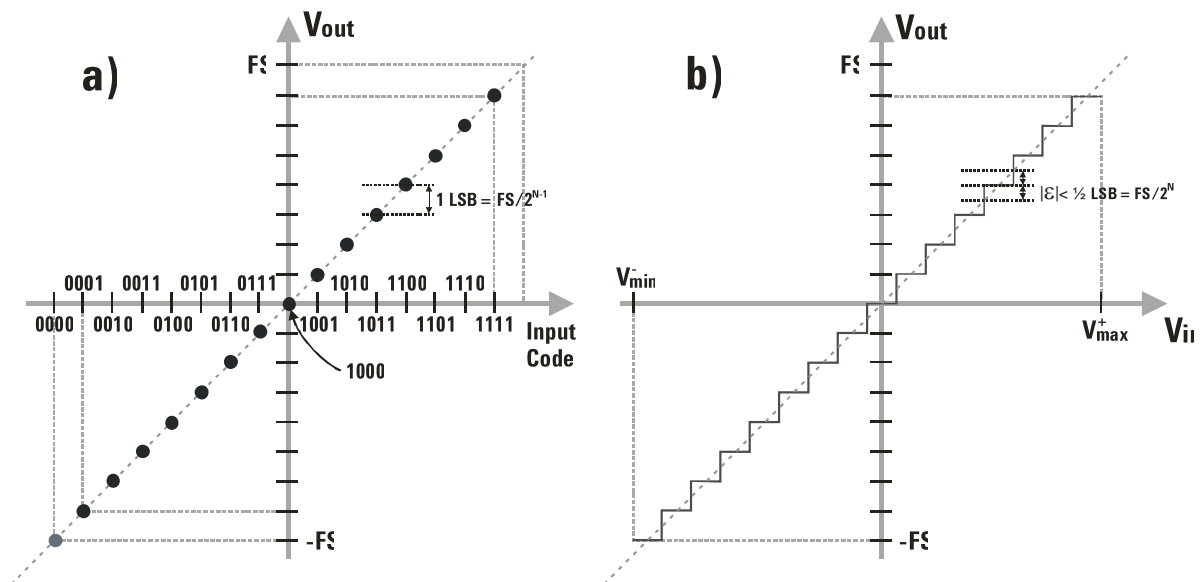 a)
Vout
FS
1 LSB = FS/2N-1
0001 0011 0101 0111 1010 1100 1110
0000 0010 0100 0110 1001 1011 1101 1111
Input
Code
1000
-FS
b)
Vout
FS
|ε| < ½ LSB = FS/2N
V-min
V+max
Vin
-FS